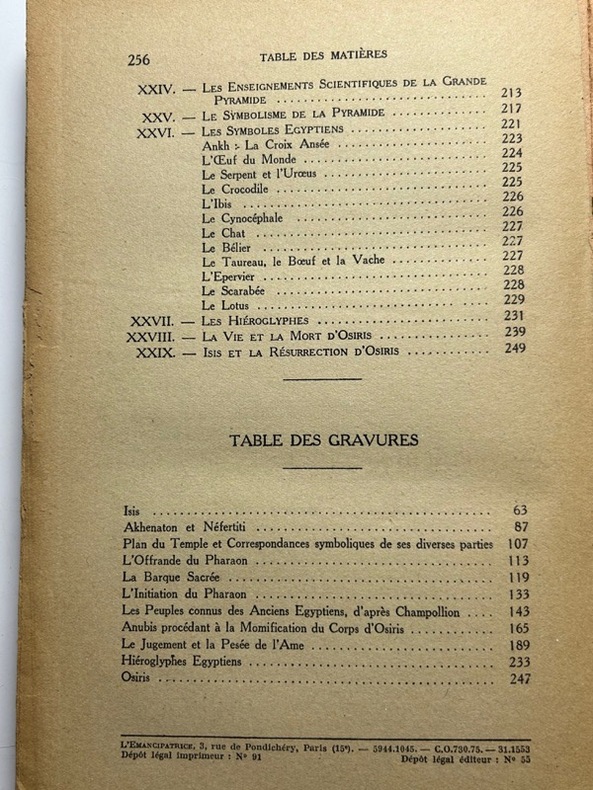 256 TABLE DES MATIÈRES
XXIV. — Les Enseignements Scientifiques de la Grande
Pyramide .......... 213
XXV. — Le Symbolisme de la Pyramide .......... 217
XXVI. — Les Symboles Egyptiens .......... 221
Ankh :- La Croix Ansée .......... 223
L'Œuf du Monde .......... 224
Le Serpent et l'Urœus .......... 225
Le Crocodile .......... 225
L'Ibis .......... 226
Le Cynocéphale .......... 226
Le Chat .......... 227
Le Bélier .......... 227
Le Taureau, le Bœuf et la Vache .......... 227
L'Epervier .......... 228
Le Scarabée .......... 228
Le Lotus .......... 229
XXVII. — Les Hiéroglyphes .......... 231
XXVIII. — La Vie et la Mort d'Osiris .......... 239
XXIX. — Isis et la Résurrection d'Osiris .......... 249
TABLE DES GRAVURES
Isis .......... 63
Akhenaton et Néfertiti .......... 87
Plan du Temple et Correspondances symboliques de ses diverses parties 107
L'Offrande du Pharaon .......... 113
La Barque Sacrée .......... 119
L'Initiation du Pharaon .......... 133
Les Peuples connus des Anciens Egyptiens, d'après Champollion .... 143
Anubis procédant à la Momification du Corps d'Osiris .......... 165
Le Jugement et la Pesée de l'Ame .......... 189
Hiéroglyphes Egyptiens .......... 233
Osiris .......... 247
L'Emancipatrice, 3, rue de Pondichéry, Paris (15e). — 5944.1045. — C.O.730.75. — 31.1553
Dépôt légal imprimeur : N° 91 Dépôt légal éditeur : N° 55